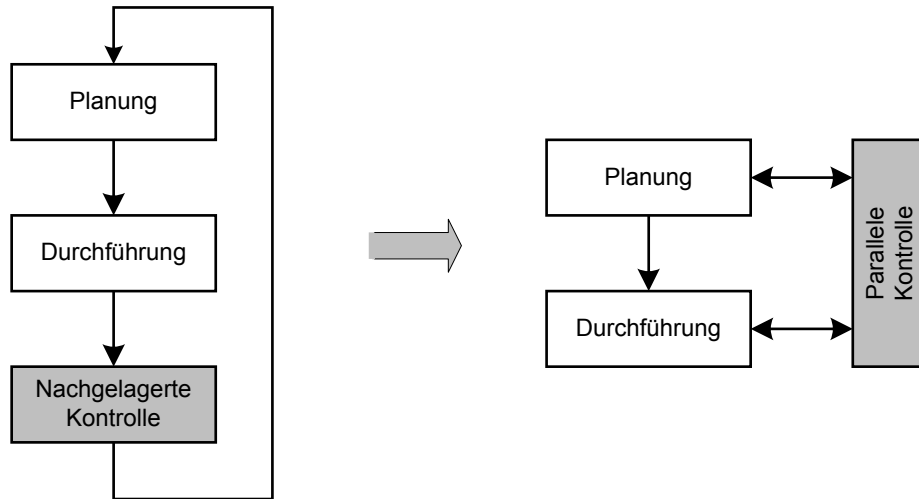 Planung
Durchführung
Nachgelagerte
Kontrolle
Planung
Durchführung
Parallele
Kontrolle